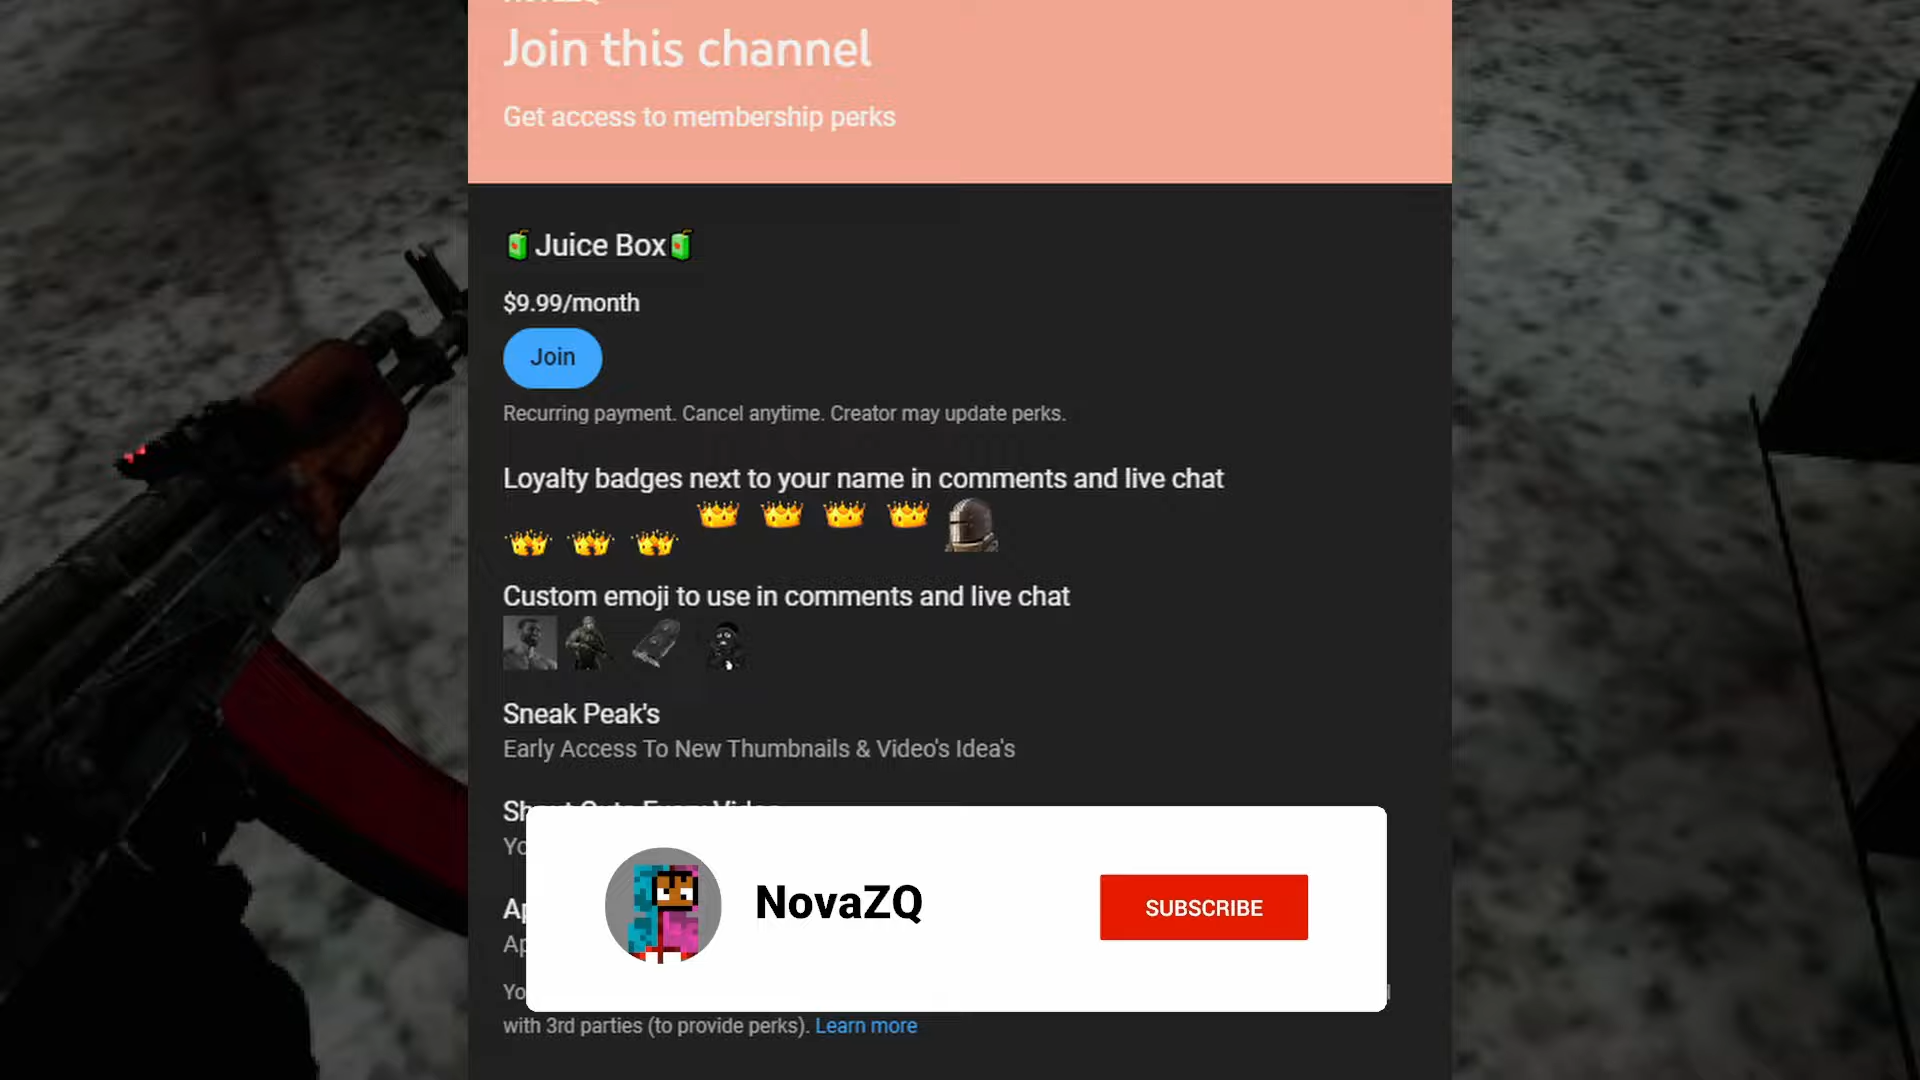 Join this channel
Get access to membership perks
Juice Box
$9.99/month
Join
Recurring payment. Cancel anytime. Creator may update perks.
Loyalty badges next to your name in comments and live chat
Custom emoji to use in comments and live chat
Sneak Peak's
Early Access To New Thumbnails & Video's Idea's
NovaZQ
SUBSCRIBE
with 3rd parties (to provide perks). Learn more